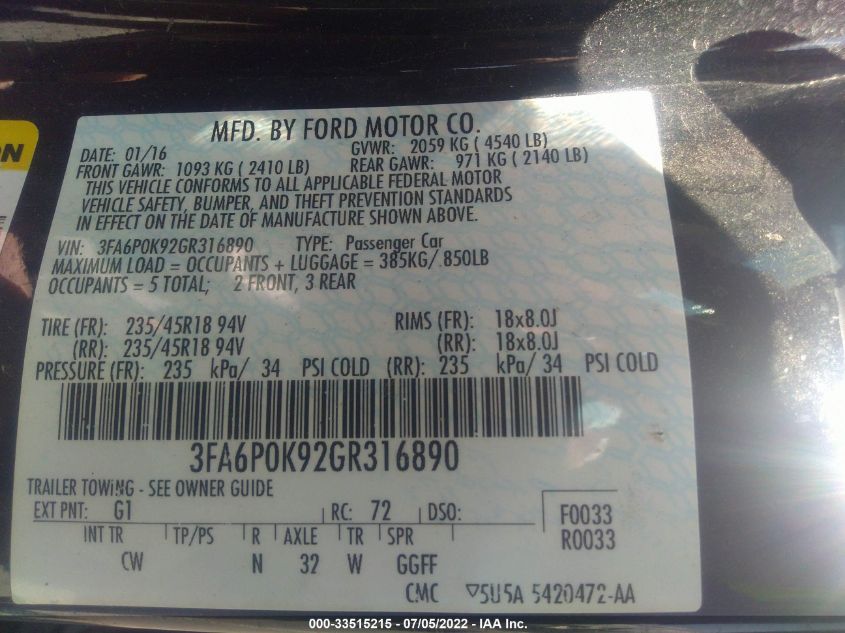 ON
MFD. BY FORD MOTOR CO.
DATE: 01/16 GVWR: 2059 KG ( 4540 LB)
FRONT GAWR: 1093 KG ( 2410 LB) REAR GAWR: 971 KG ( 2140 LB)
THIS VEHICLE CONFORMS TO ALL APPLICABLE FEDERAL MOTOR
VEHICLE SAFETY, BUMPER, AND THEFT PREVENTION STANDARDS
IN EFFECT ON THE DATE OF MANUFACTURE SHOWN ABOVE.
VIN: 3FA6P0K92GR316890 TYPE: Passenger Car
MAXIMUM LOAD = OCCUPANTS + LUGGAGE = 385KG/ 850LB
OCCUPANTS = 5 TOTAL; 2 FRONT, 3 REAR
TIRE (FR): 235/45R18 94V RIMS (FR): 18x8.0J
(RR): 235/45R18 94V (RR): 18x8.0J
PRESSURE (FR): 235 kPa/ 34 PSI COLD (RR): 235 kPa/ 34 PSI COLD
3FA6P0K92GR316890
TRAILER TOWING - SEE OWNER GUIDE
EXT PNT: G1 RC: 72 DSO: F0033
INT TR TP/PS R AXLE TR SPR R0033
CW N 32 W GGFF
CMC ▽5U5A 5420472-AA
000-33515215 - 07/05/2022 - IAA Inc.